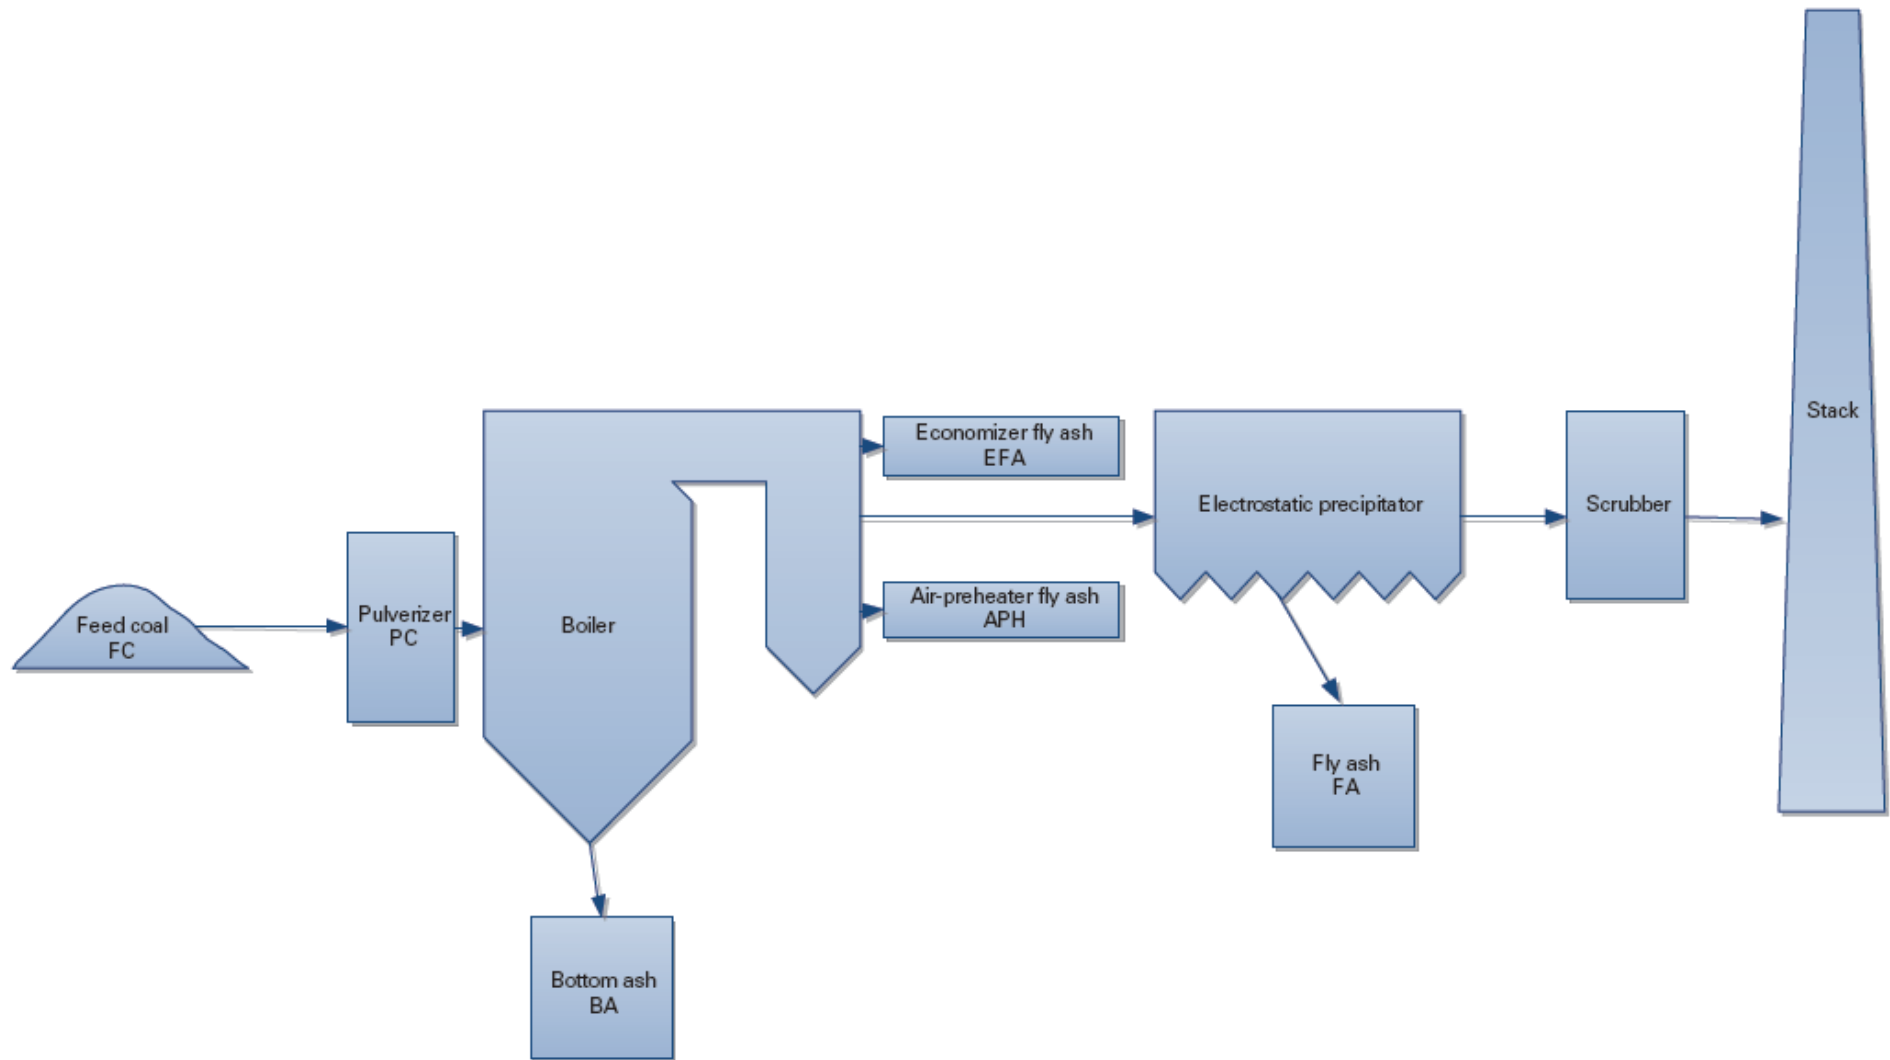 Feed coal
FC
Pulverizer
PC
Boiler
Bottom ash
BA
Economizer fly ash
EFA
Air-preheater fly ash
APH
Electrostatic precipitator
Fly ash
FA
Scrubber
Stack